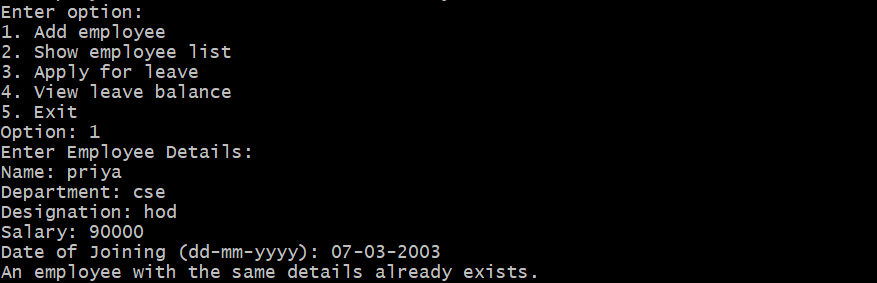 Enter option:
1. Add employee
2. Show employee list
3. Apply for leave
4. View leave balance
5. Exit
Option: 1
Enter Employee Details:
Name: priya
Department: cse
Designation: hod
Salary: 90000
Date of Joining (dd-mm-yyyy): 07-03-2003
An employee with the same details already exists.